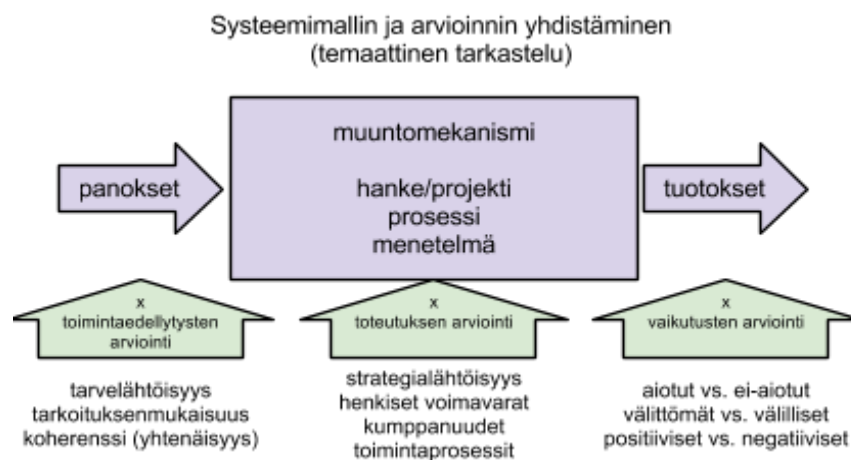 Systeemimallin ja arvioinnin yhdistäminen
(temaattinen tarkastelu)
panokset
muuntomekanismi
hanke/projekti
prosessi
menetelmä
tuotokset
x
toimintaedellytysten
arviointi
x
toteutuksen arviointi
x
vaikutusten arviointi
tarvelähtöisyys
tarkoituksenmukaisuus
koherenssi (yhtenäisyys)
strategialähtöisyys
henkiset voimavarat
kumppanuudet
toimintaprosessit
aiotut vs. ei-aiotut
välittömät vs. välilliset
positiiviset vs. negatiiviset